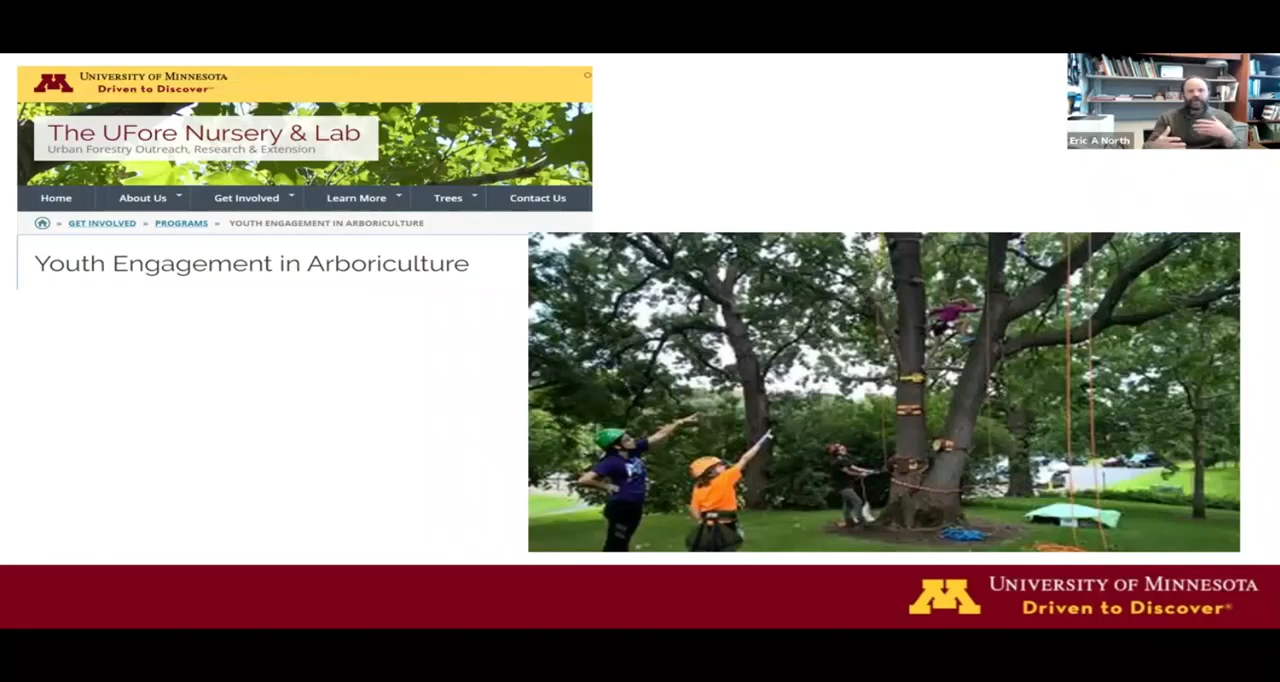 UNIVERSITY OF MINNESOTA
Driven to Discover
The UFore Nursery & Lab
Urban Forestry Outreach, Research & Extension
Home About Us Get Involved Learn More Trees Contact Us
» GET INVOLVED » PROGRAMS » YOUTH ENGAGEMENT IN ARBORICULTURE
Youth Engagement in Arboriculture
Eric A North
UNIVERSITY OF MINNESOTA
Driven to Discover®